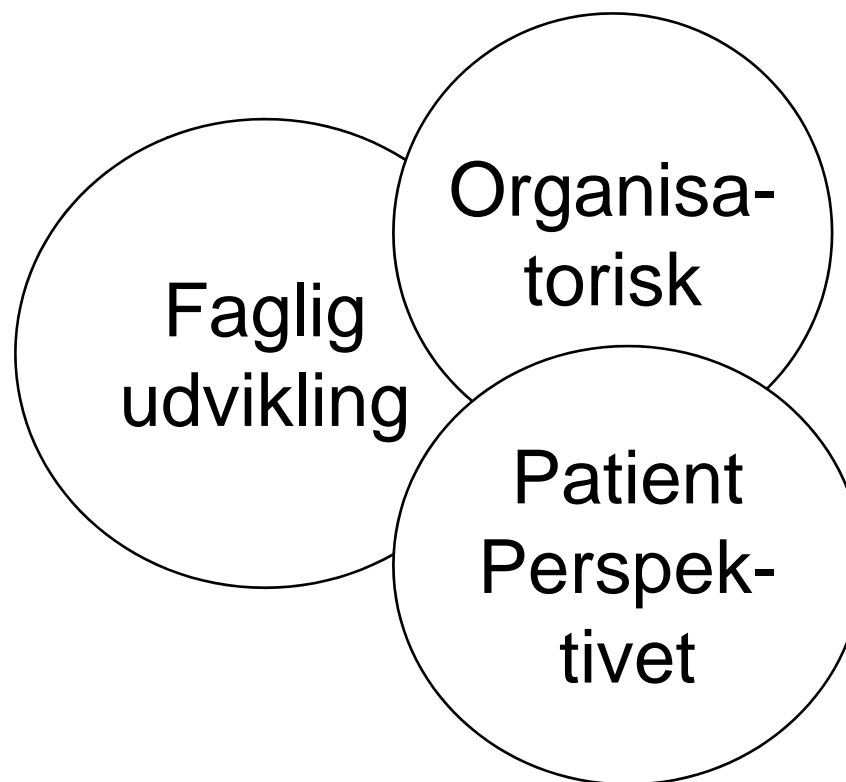 Organisa-
torisk
Faglig
udvikling
Patient
Perspek-
tivet